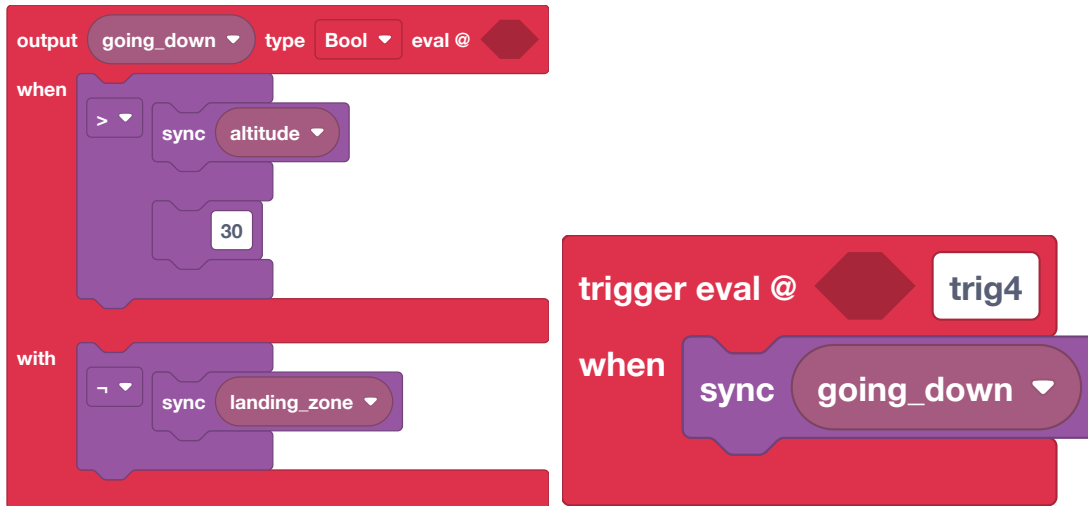 output going_down type Bool eval @
when
>
sync altitude
30
with
¬
sync landing_zone
trigger eval @ trig4
when sync going_down